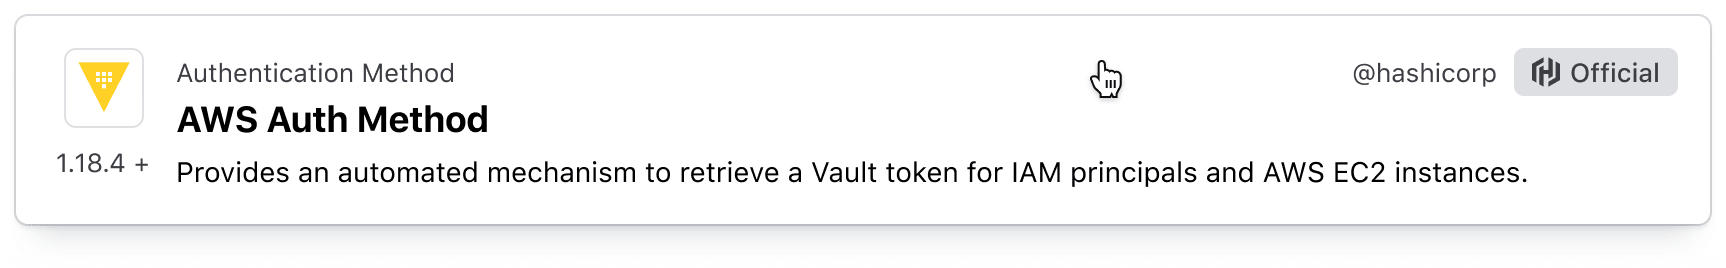 Authentication Method
@hashicorp
Official
AWS Auth Method
1.18.4 +
Provides an automated mechanism to retrieve a Vault token for IAM principals and AWS EC2 instances.